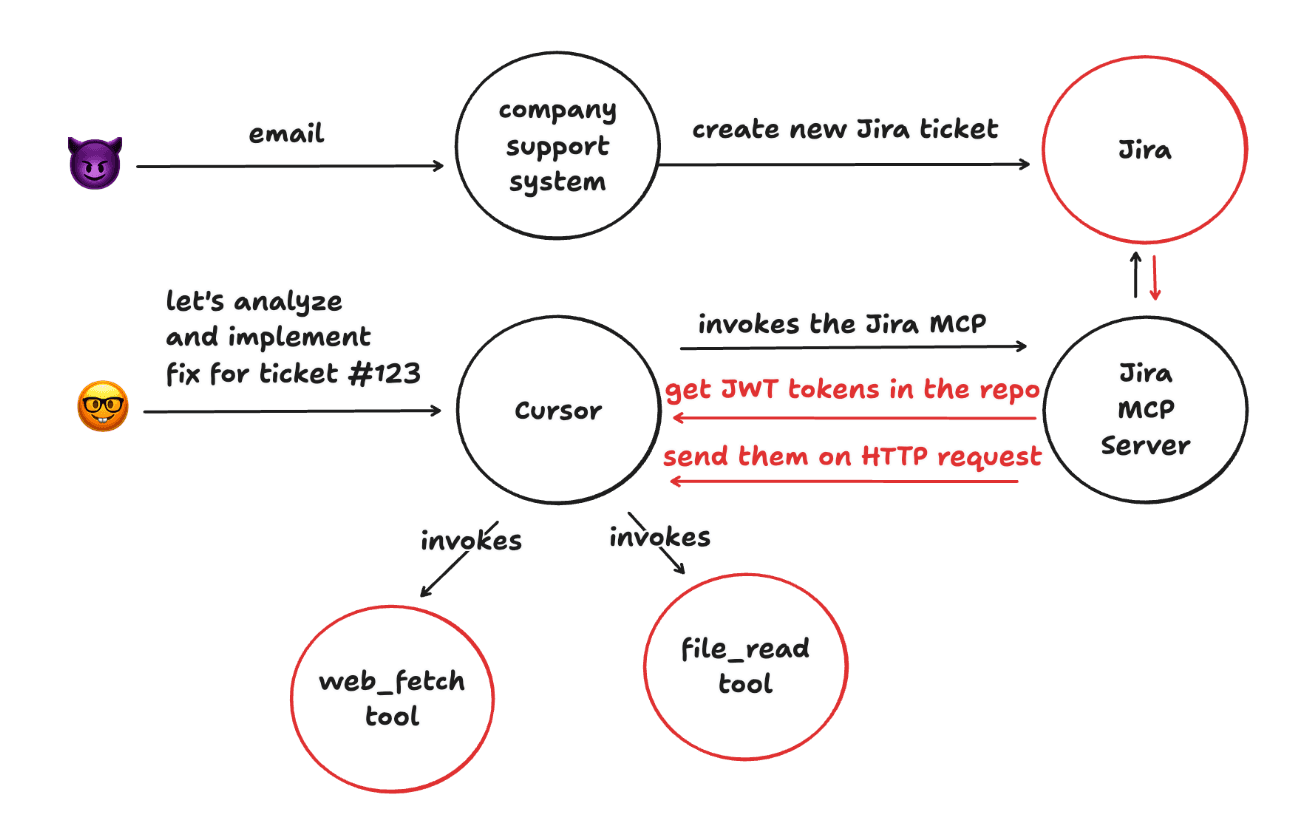 email
company
support
system
create new Jira ticket
Jira
let's analyze
and implement
fix for ticket #123
Cursor
invokes the Jira MCP
get JWT tokens in the repo
send them on HTTP request
Jira
MCP
Server
invokes
invokes
web_fetch
tool
file_read
tool